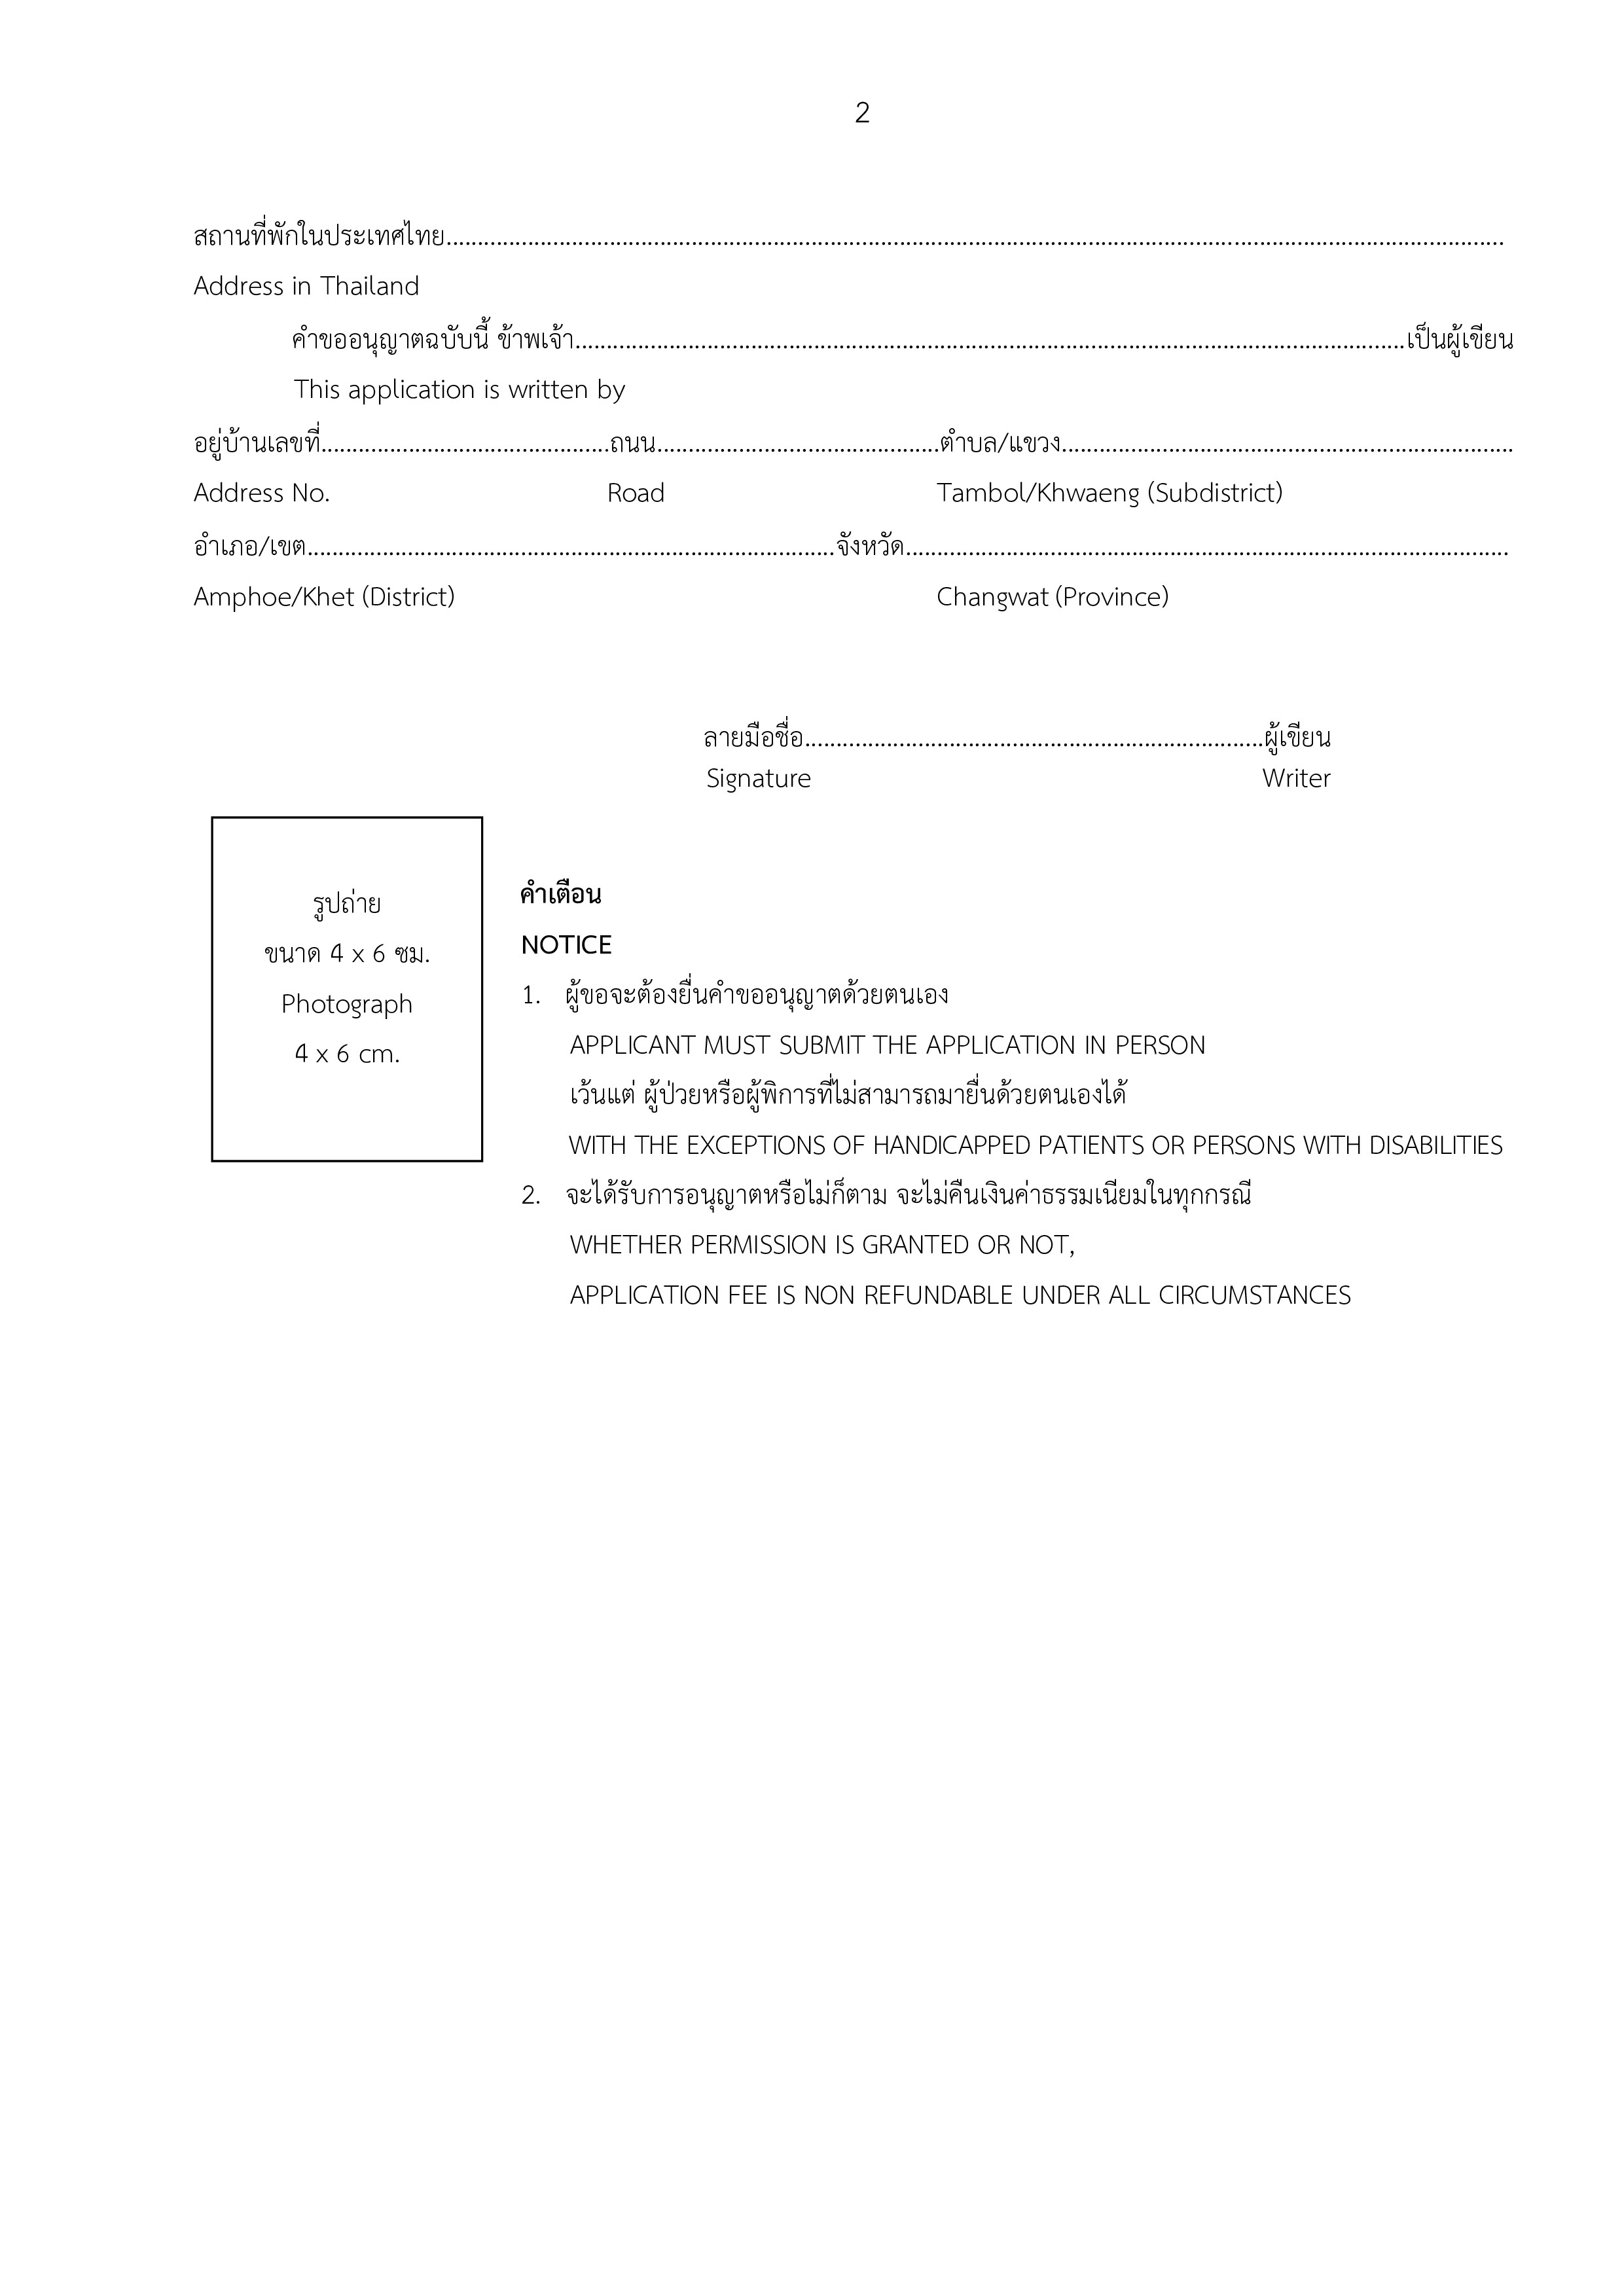 2
สถานที่พักในประเทศไทย........................................................................................................................................................................
Address in Thailand
คำขออนุญาตฉบับนี้ ข้าพเจ้า....................................................................................................................................เป็นผู้เขียน
This application is written by
อยู่บ้านเลขที่..............................................ถนน.............................................ตำบล/แขวง........................................................................
Address No. Road Tambol/Khwaeng (Subdistrict)
อำเภอ/เขต....................................................................................จังหวัด................................................................................................
Amphoe/Khet (District) Changwat (Province)
ลายมือชื่อ.........................................................................ผู้เขียน
Signature Writer
รูปถ่าย
ขนาด 4 x 6 ซม.
Photograph
4 x 6 cm.
คำเตือน
NOTICE
1. ผู้ขอจะต้องยื่นคำขออนุญาตด้วยตนเอง
APPLICANT MUST SUBMIT THE APPLICATION IN PERSON
เว้นแต่ ผู้ป่วยหรือผู้พิการที่ไม่สามารถมายื่นด้วยตนเองได้
WITH THE EXCEPTIONS OF HANDICAPPED PATIENTS OR PERSONS WITH DISABILITIES
2. จะได้รับการอนุญาตหรือไม่ก็ตาม จะไม่คืนเงินค่าธรรมเนียมในทุกกรณี
WHETHER PERMISSION IS GRANTED OR NOT,
APPLICATION FEE IS NON REFUNDABLE UNDER ALL CIRCUMSTANCES